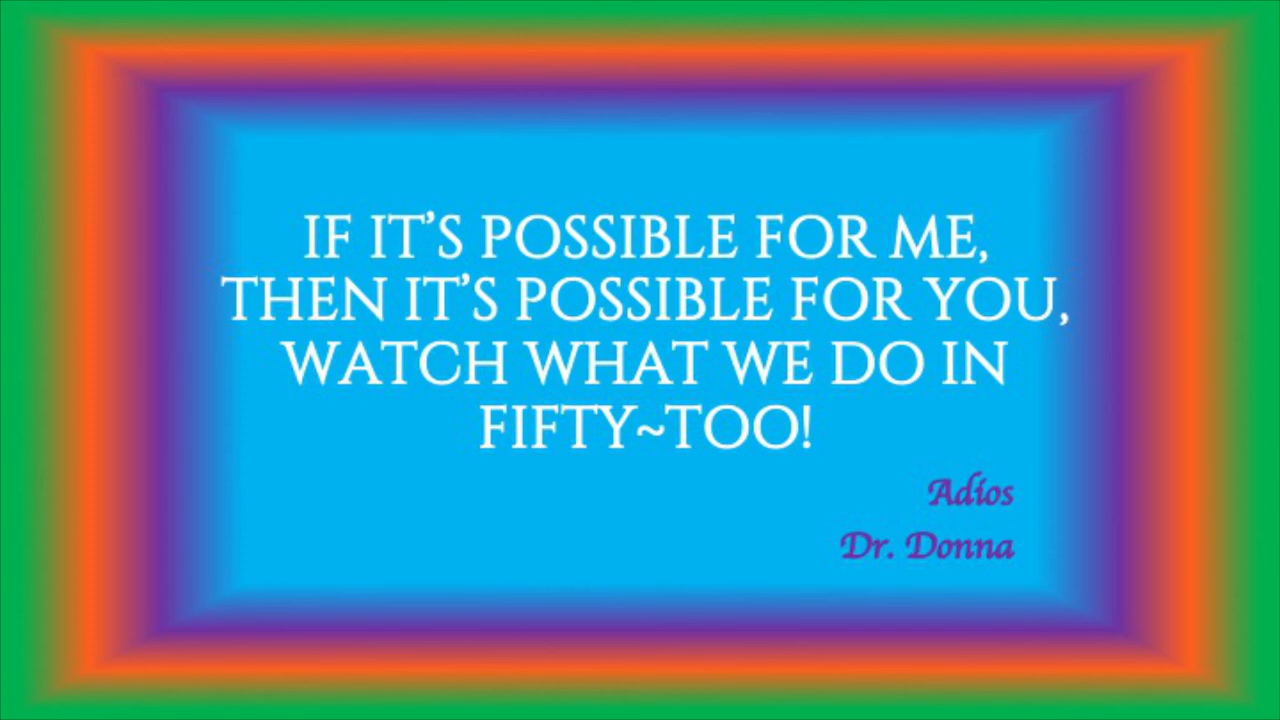 IF IT’S POSSIBLE FOR ME,
THEN IT’S POSSIBLE FOR YOU,
WATCH WHAT WE DO IN
FIFTY~TOO!
Adios
Dr. Donna